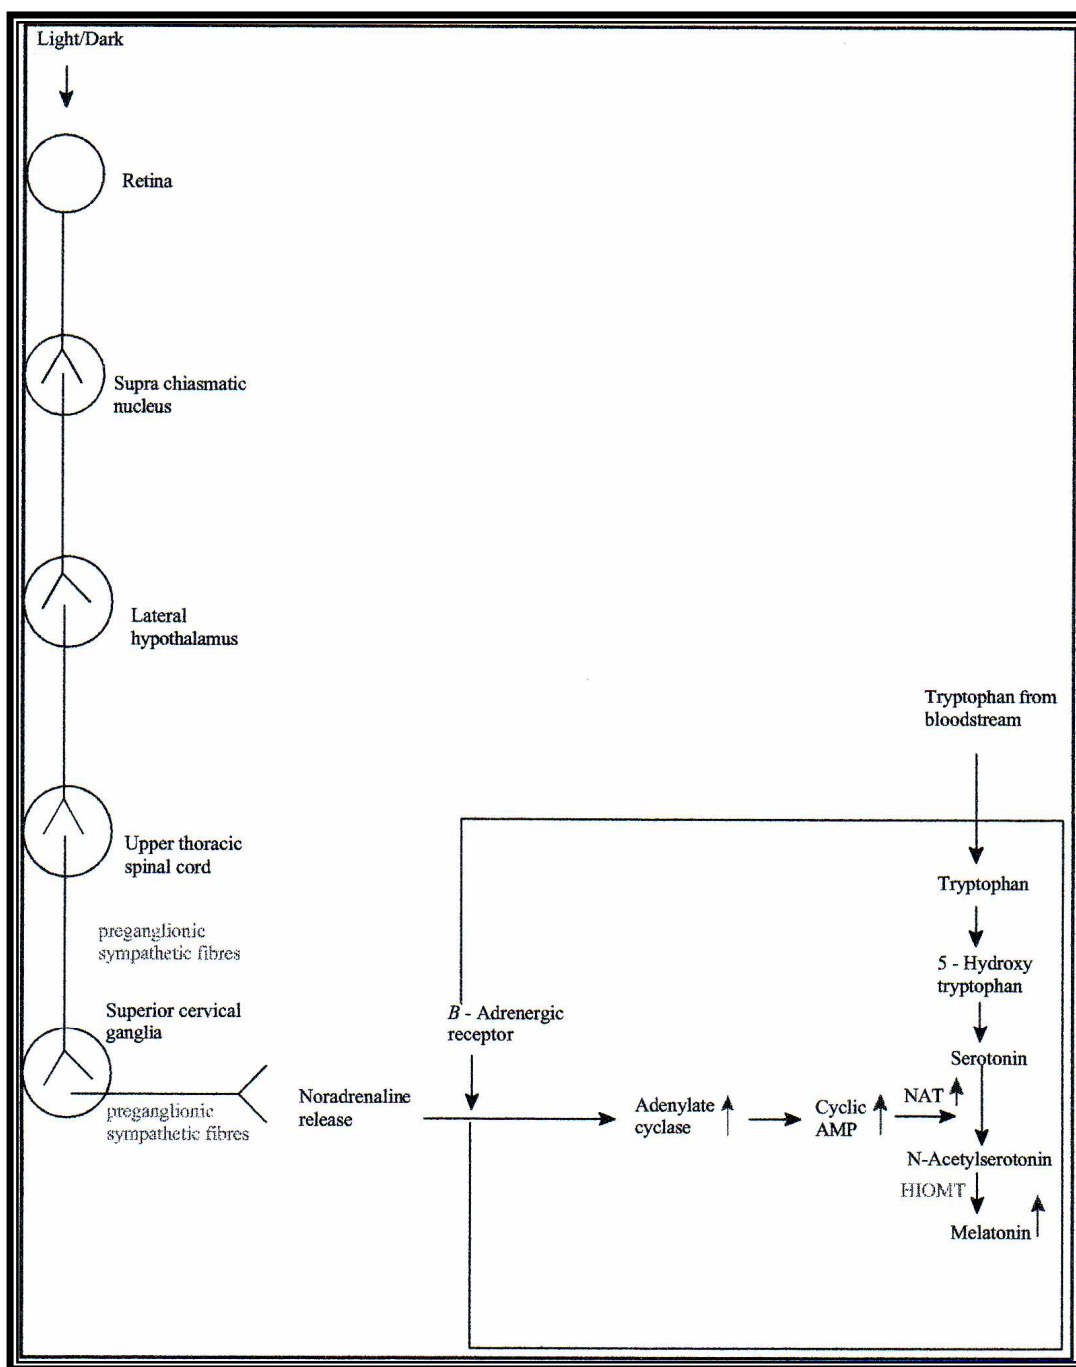 Light/Dark
Retina
Supra chiasmatic
nucleus
Lateral
hypothalamus
Tryptophan from
bloodstream
Upper thoracic
spinal cord
Tryptophan
preganglionic
sympathetic fibres
5 - Hydroxy
tryptophan
Superior cervical
ganglia
B - Adrenergic
receptor
Serotonin
preganglionic
sympathetic fibres
Noradrenaline
release
Adenylate
cyclase
Cyclic
AMP
NAT
N-Acetylserotonin
HIOMT
Melatonin